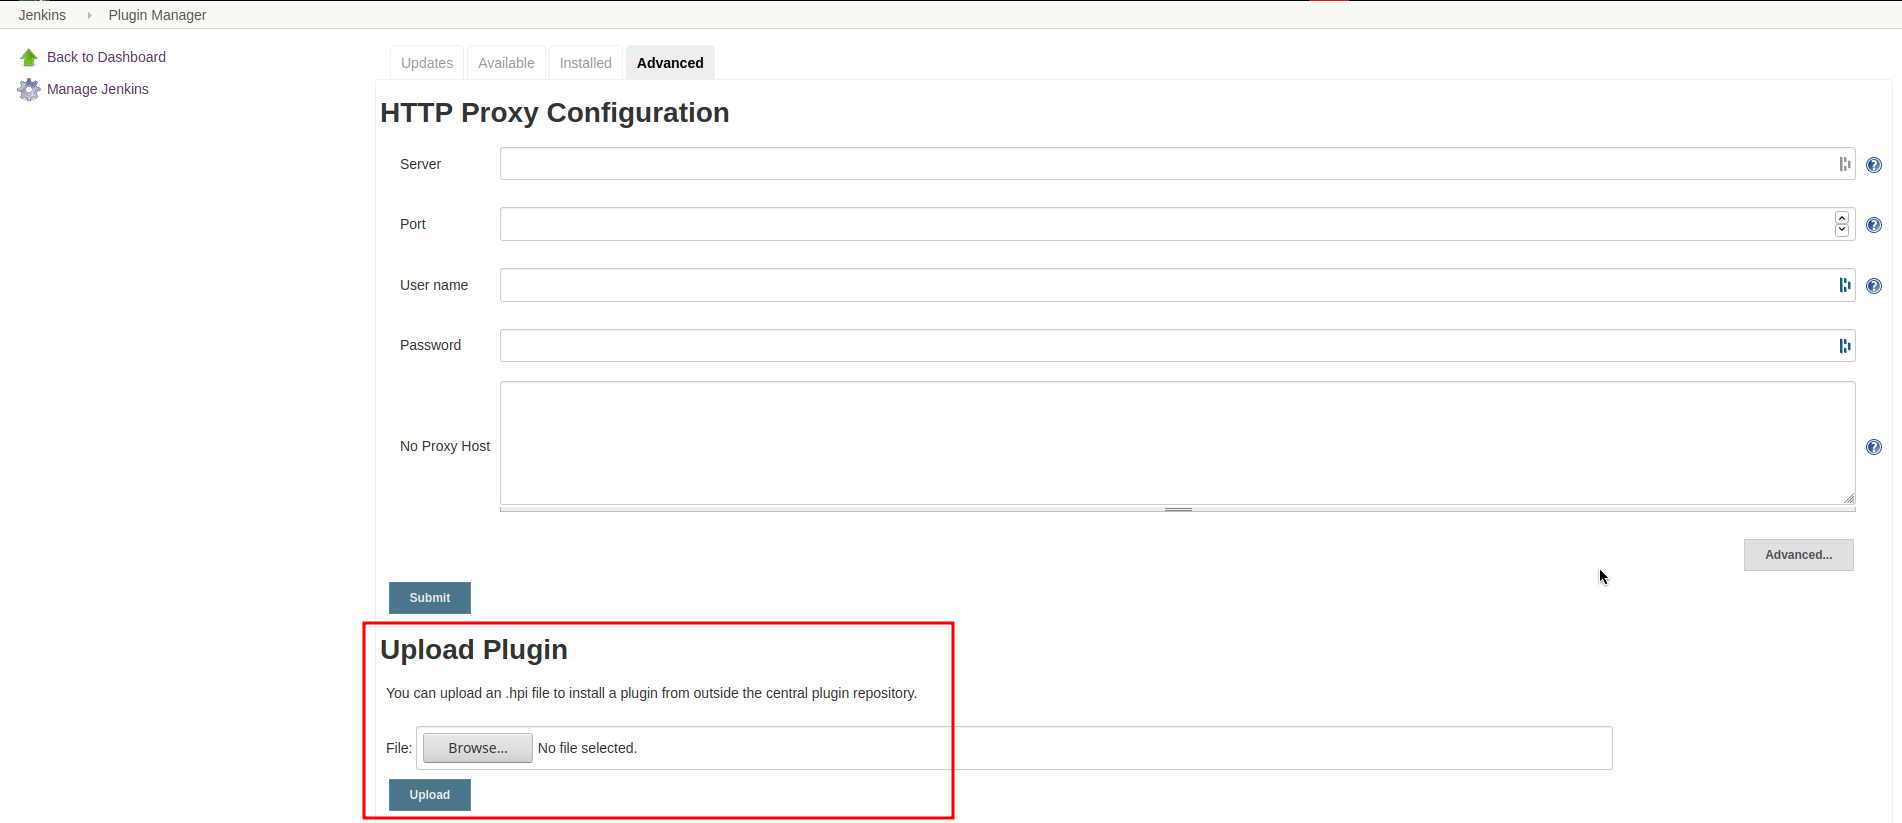 Jenkins Plugin Manager
Back to Dashboard
Manage Jenkins
Updates Available Installed Advanced
HTTP Proxy Configuration
Server
Port
User name
Password
No Proxy Host
Advanced...
Submit
Upload Plugin
You can upload an .hpi file to install a plugin from outside the central plugin repository.
File: Browse... No file selected.
Upload